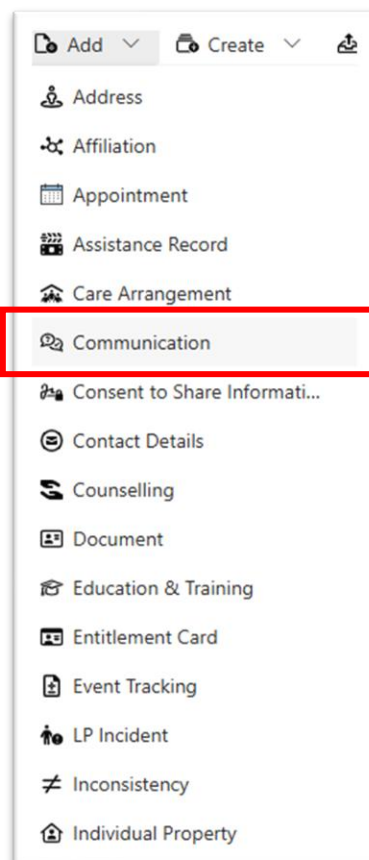 Add Create
Address
Affiliation
Appointment
Assistance Record
Care Arrangement
Communication
Consent to Share Informati...
Contact Details
Counselling
Document
Education & Training
Entitlement Card
Event Tracking
LP Incident
Inconsistency
Individual Property